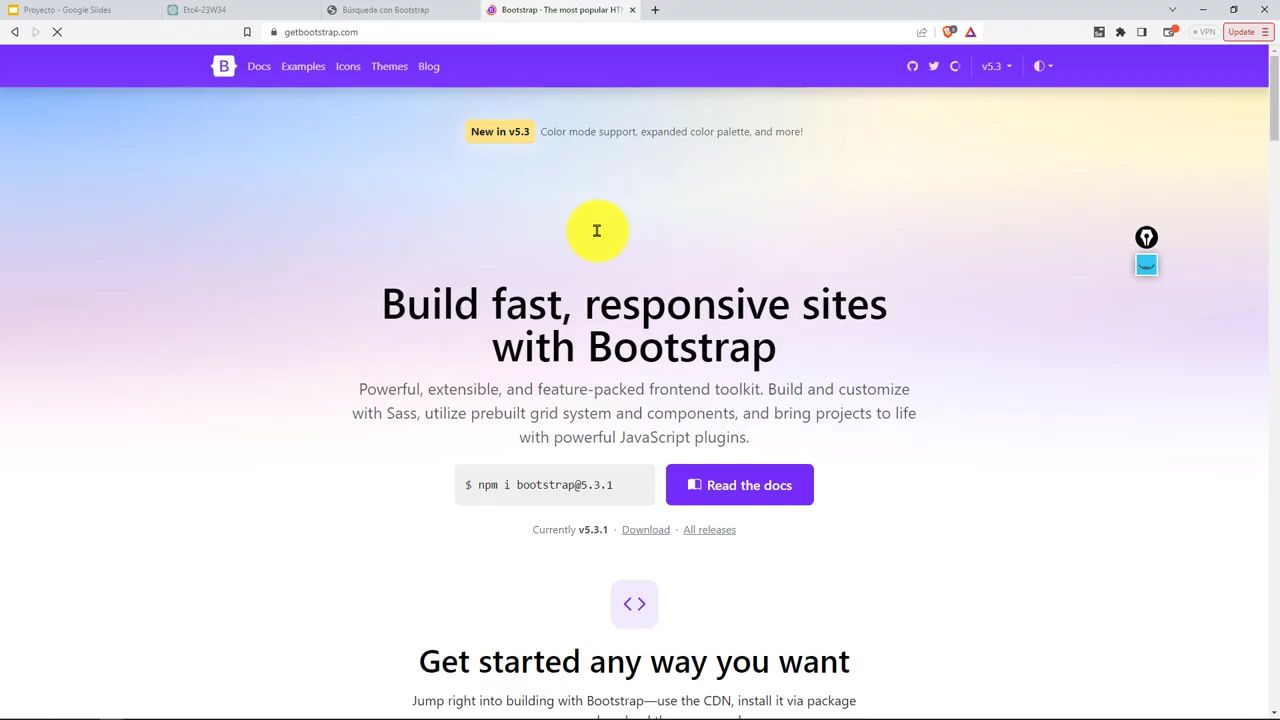 Proyecto - Google Slides
Etc4-23W34
Búsqueda con Bootstrap
Bootstrap · The most popular HT
getbootstrap.com
VPN
Update
B
Docs
Examples
Icons
Themes
Blog
v5.3
New in v5.3
Color mode support, expanded color palette, and more!
Build fast, responsive sites
with Bootstrap
Powerful, extensible, and feature-packed frontend toolkit. Build and customize
with Sass, utilize prebuilt grid system and components, and bring projects to life
with powerful JavaScript plugins.
$ npm i bootstrap@5.3.1
Read the docs
Currently v5.3.1 · Download · All releases
Get started any way you want
Jump right into building with Bootstrap—use the CDN, install it via package